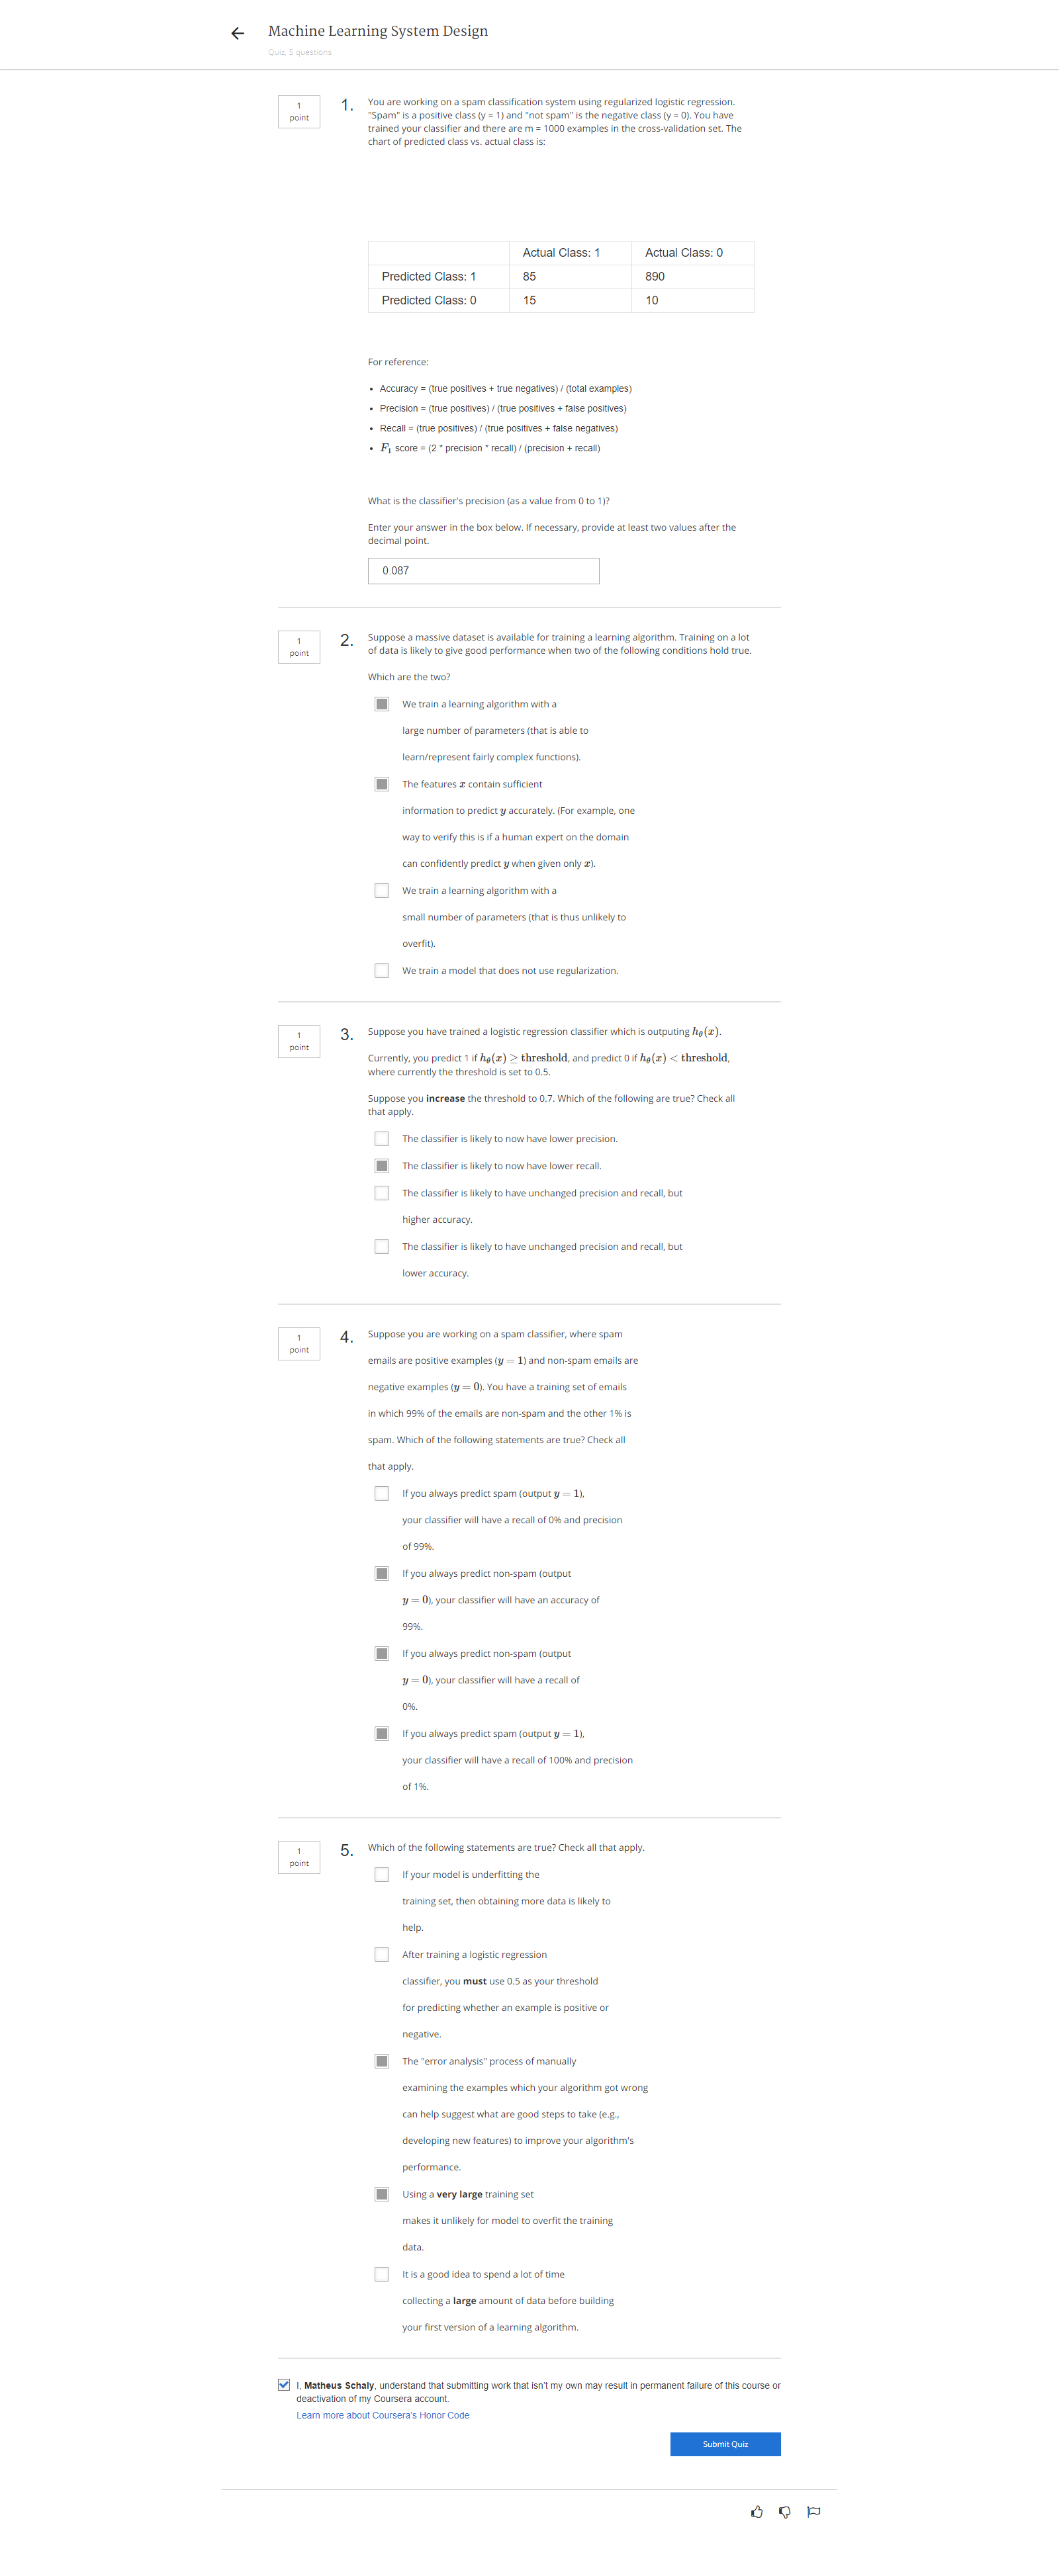 Machine Learning System Design
Quiz, 5 questions
1
point
1.
You are working on a spam classification system using regularized logistic regression.
"Spam" is a positive class (y = 1) and "not spam" is the negative class (y = 0). You have
trained your classifier and there are m = 1000 examples in the cross-validation set. The
chart of predicted class vs. actual class is:
Actual Class: 1 Actual Class: 0
Predicted Class: 1 85 890
Predicted Class: 0 15 10
For reference:
• Accuracy = (true positives + true negatives) / (total examples)
• Precision = (true positives) / (true positives + false positives)
• Recall = (true positives) / (true positives + false negatives)
• F₁ score = (2 * precision * recall) / (precision + recall)
What is the classifier's precision (as a value from 0 to 1)?
Enter your answer in the box below. If necessary, provide at least two values after the
decimal point.
0.087
1
point
2.
Suppose a massive dataset is available for training a learning algorithm. Training on a lot
of data is likely to give good performance when two of the following conditions hold true.
Which are the two?
We train a learning algorithm with a
large number of parameters (that is able to
learn/represent fairly complex functions).
The features x contain sufficient
information to predict y accurately. (For example, one
way to verify this is if a human expert on the domain
can confidently predict y when given only x).
We train a learning algorithm with a
small number of parameters (that is thus unlikely to
overfit).
We train a model that does not use regularization.
1
point
3.
Suppose you have trained a logistic regression classifier which is outputing hθ(x).
Currently, you predict 1 if hθ(x) ≥ threshold, and predict 0 if hθ(x) < threshold,
where currently the threshold is set to 0.5.
Suppose you increase the threshold to 0.7. Which of the following are true? Check all
that apply.
The classifier is likely to now have lower precision.
The classifier is likely to now have lower recall.
The classifier is likely to have unchanged precision and recall, but
higher accuracy.
The classifier is likely to have unchanged precision and recall, but
lower accuracy.
1
point
4.
Suppose you are working on a spam classifier, where spam
emails are positive examples (y = 1) and non-spam emails are
negative examples (y = 0). You have a training set of emails
in which 99% of the emails are non-spam and the other 1% is
spam. Which of the following statements are true? Check all
that apply.
If you always predict spam (output y = 1),
your classifier will have a recall of 0% and precision
of 99%.
If you always predict non-spam (output
y = 0), your classifier will have an accuracy of
99%.
If you always predict non-spam (output
y = 0), your classifier will have a recall of
0%.
If you always predict spam (output y = 1),
your classifier will have a recall of 100% and precision
of 1%.
1
point
5.
Which of the following statements are true? Check all that apply.
If your model is underfitting the
training set, then obtaining more data is likely to
help.
After training a logistic regression
classifier, you must use 0.5 as your threshold
for predicting whether an example is positive or
negative.
The "error analysis" process of manually
examining the examples which your algorithm got wrong
can help suggest what are good steps to take (e.g.,
developing new features) to improve your algorithm's
performance.
Using a very large training set
makes it unlikely for model to overfit the training
data.
It is a good idea to spend a lot of time
collecting a large amount of data before building
your first version of a learning algorithm.
I, Matheus Schaly, understand that submitting work that isn't my own may result in permanent failure of this course or
deactivation of my Coursera account.
Learn more about Coursera's Honor Code
Submit Quiz